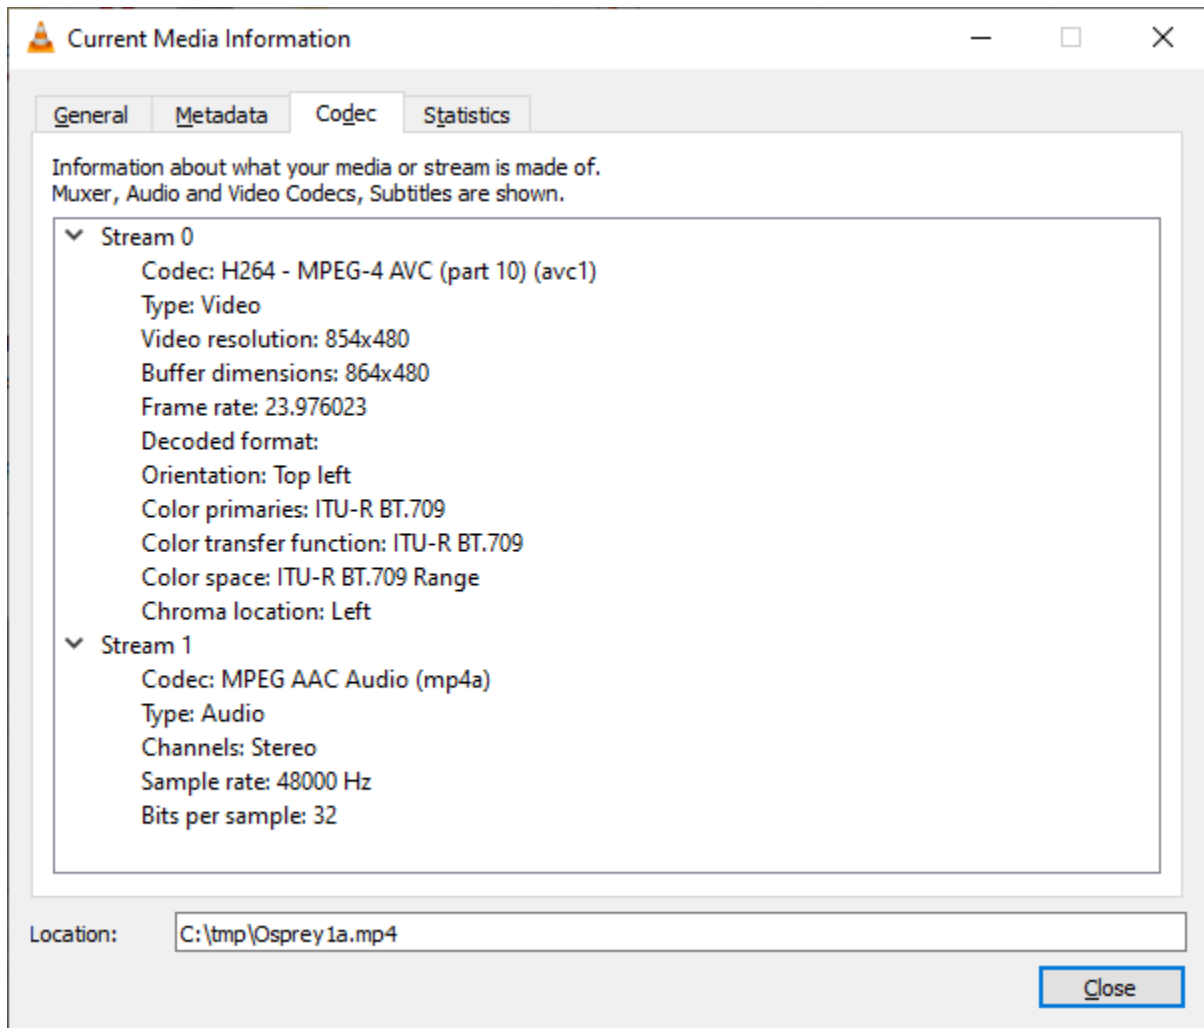 Current Media Information
General Metadata Codec Statistics
Information about what your media or stream is made of.
Muxer, Audio and Video Codecs, Subtitles are shown.
Stream 0
Codec: H264 - MPEG-4 AVC (part 10) (avc1)
Type: Video
Video resolution: 854x480
Buffer dimensions: 864x480
Frame rate: 23.976023
Decoded format:
Orientation: Top left
Color primaries: ITU-R BT.709
Color transfer function: ITU-R BT.709
Color space: ITU-R BT.709 Range
Chroma location: Left
Stream 1
Codec: MPEG AAC Audio (mp4a)
Type: Audio
Channels: Stereo
Sample rate: 48000 Hz
Bits per sample: 32
Location: C:\tmp\Osprey1a.mp4
Close